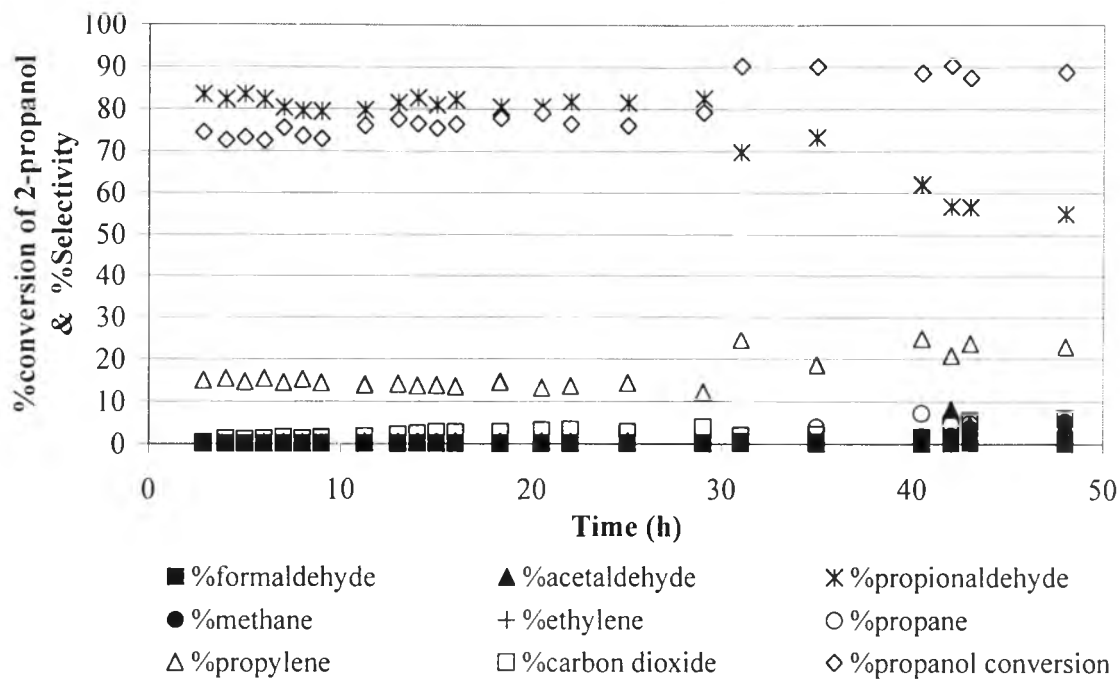 %conversion of 2-propanol
& %Selectivity
100
90
80
70
60
50
40
30
20
10
0
0
10
20
30
40
50
Time (h)
%formaldehyde
%acetaldehyde
%propionaldehyde
%methane
%ethylene
%propane
%propylene
%carbon dioxide
%propanol conversion